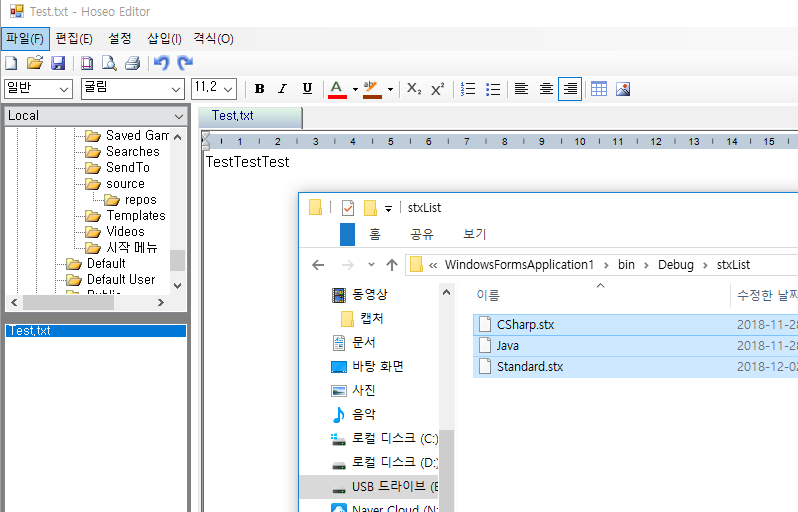 Test.txt - Hoseo Editor
파일(F) 편집(E) 설정 삽입(I) 격식(O)
일반 굴림 11,2 B I U A X₂ X²
Local
Test,txt
Saved Gam
Searches
SendTo
source
repos
Templates
Videos
시작 메뉴
Default
Default User
1 2 3 4 5 6 7 8 9 10 11 12 13 14 15
TestTestTest
Test,txt
stxList
홈 공유 보기
« WindowsFormsApplication1 > bin > Debug > stxList
동영상
캡처
문서
바탕 화면
사진
음악
로컬 디스크 (C:)
로컬 디스크 (D:)
USB 드라이브 (E
Naver Cloud (N:
이름 수정한 날짜
CSharp.stx 2018-11-28
Java 2018-11-28
Standard.stx 2018-12-02